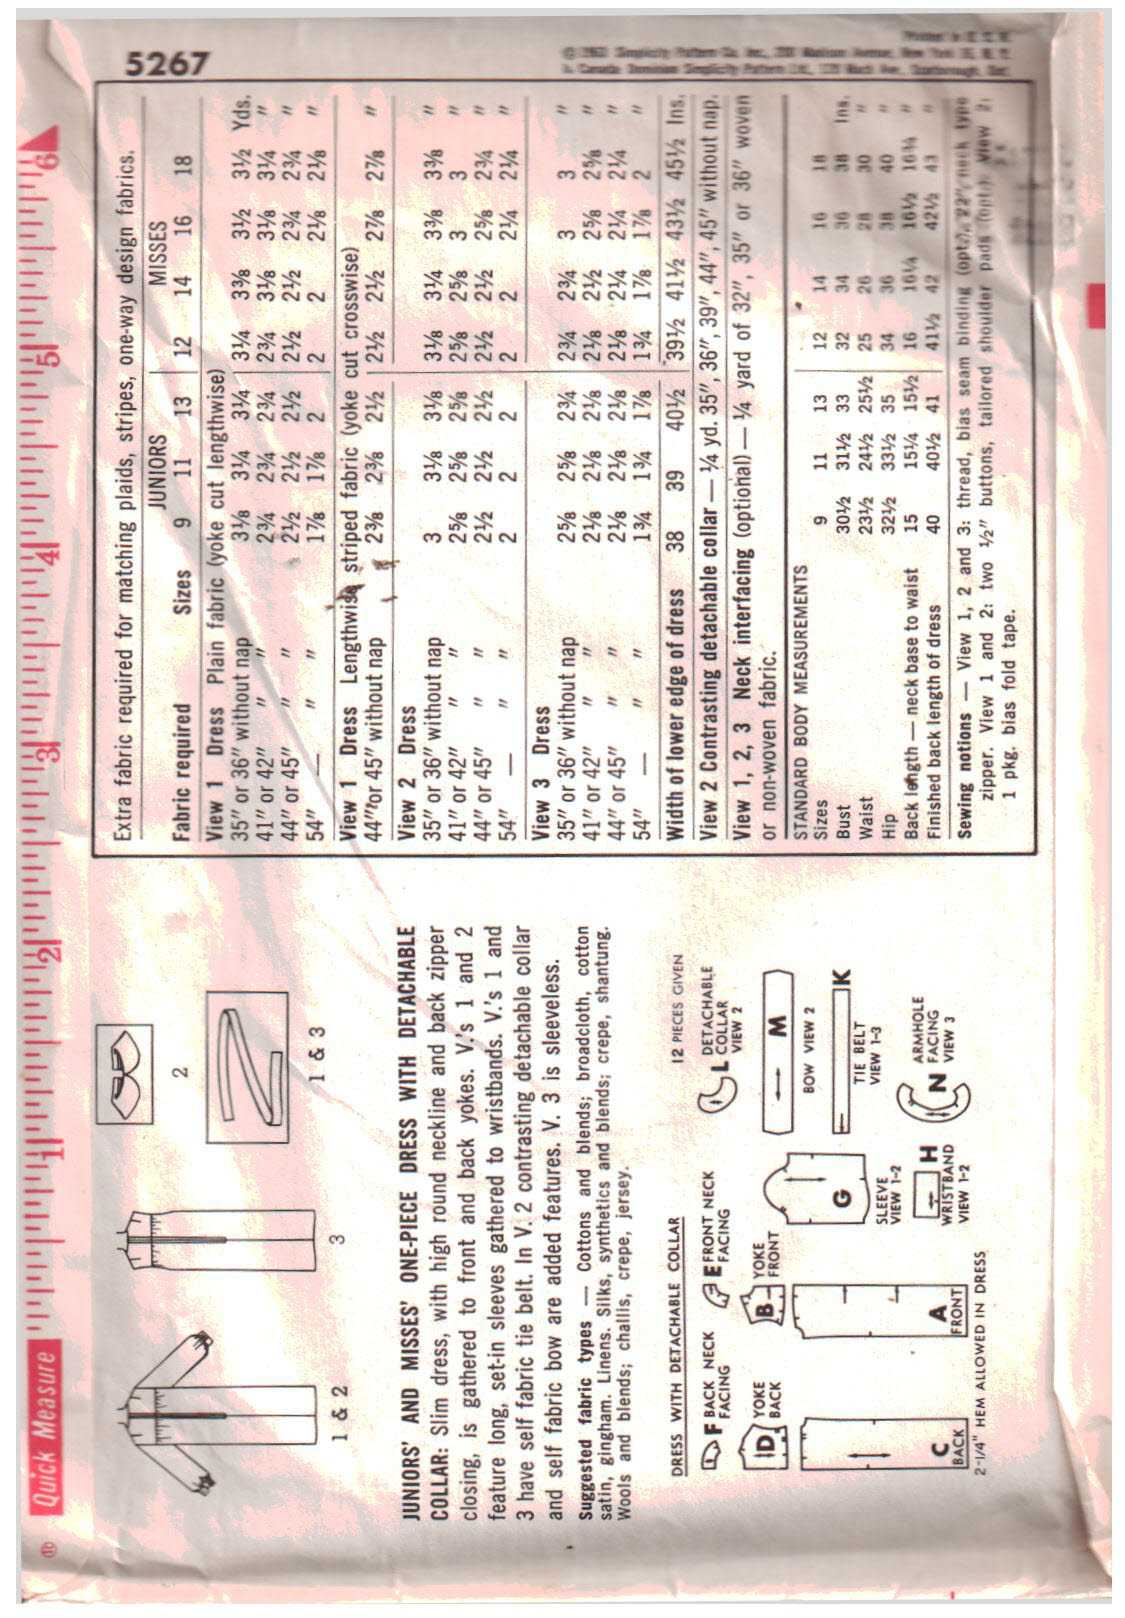 Quick Measure 1 2 3 4 5 6
1 & 2
3
2
1 & 3
JUNIORS' AND MISSES' ONE-PIECE DRESS WITH DETACHABLE
COLLAR: Slim dress, with high round neckline and back zipper
closing, is gathered to front and back yokes. V.'s 1 and 2
feature long, set-in sleeves gathered to wristbands. V.'s 1 and
3 have self fabric tie belt. In V. 2 contrasting detachable collar
and self fabric bow are added features. V. 3 is sleeveless.
Suggested fabric types — Cottons and blends; broadcloth, cotton
satin, gingham. Linens. Silks, synthetics and blends; crepe, shantung.
Wools and blends; challis, crepe, jersey.
DRESS WITH DETACHABLE COLLAR
12 PIECES GIVEN
F BACK NECK FACING
E FRONT NECK FACING
L DETACHABLE COLLAR VIEW 2
D YOKE BACK
B YOKE FRONT
G SLEEVE VIEW 1-2
M BOW VIEW 2
K TIE BELT VIEW 1-3
C BACK
A FRONT
H WRISTBAND VIEW 1-2
N ARMHOLE FACING VIEW 3
2-1/4" HEM ALLOWED IN DRESS
5267
Extra fabric required for matching plaids, stripes, one-way design fabrics.
JUNIORS MISSES
Fabric required Sizes 9 11 13 12 14 16 18
View 1 Dress Plain fabric (yoke cut lengthwise)
35" or 36" without nap 3⅛ 3¼ 3¼ 3¼ 3⅜ 3½ 3½ Yds.
41" or 42" " " 2¾ 2¾ 2¾ 2¾ 3⅛ 3⅛ 3¼ "
44" or 45" " " 2½ 2½ 2½ 2½ 2½ 2¾ 2¾ "
54" — " " 1⅞ 1⅞ 2 2 2 2⅛ 2⅛ "
View 1 Dress Lengthwise striped fabric (yoke cut crosswise)
44" or 45" without nap 2⅜ 2⅜ 2½ 2½ 2½ 2⅞ 2⅞ "
View 2 Dress
35" or 36" without nap 3 3⅛ 3⅛ 3⅛ 3¼ 3⅜ 3⅜ "
41" or 42" " " 2⅝ 2⅝ 2⅝ 2⅝ 2⅝ 3 3 "
44" or 45" " " 2½ 2½ 2½ 2½ 2½ 2⅝ 2¾ "
54" — " " 2 2 2 2 2 2¼ 2¼ "
View 3 Dress
35" or 36" without nap 2⅝ 2⅝ 2¾ 2¾ 2¾ 3 3 "
41" or 42" " " 2⅛ 2⅛ 2⅛ 2⅛ 2½ 2⅝ 2⅝ "
44" or 45" " " 2⅛ 2⅛ 2⅛ 2⅛ 2¼ 2¼ 2¼ "
54" — " " 1¾ 1¾ 1⅞ 1¾ 1⅞ 1⅞ 2 "
Width of lower edge of dress 38 39 40½ 39½ 41½ 43½ 45½ Ins.
View 2 Contrasting detachable collar — ¼ yd. 35", 36", 39", 44", 45" without nap.
View 1, 2, 3 Neck interfacing (optional) — ¼ yard of 32", 35" or 36" woven
or non-woven fabric.
STANDARD BODY MEASUREMENTS
Sizes 9 11 13 12 14 16 18
Bust 30½ 31½ 33 32 34 36 38 Ins.
Waist 23½ 24½ 25½ 25 26 28 30 "
Hip 32½ 33½ 35 34 36 38 40 "
Back length — neck base to waist 15 15¼ 15½ 16 16¼ 16½ 16¾ "
Finished back length of dress 40 40½ 41 41½ 42 42½ 43 "
Sewing notions — View 1, 2 and 3: thread, bias seam binding (opt.), 22" neck type
zipper. View 1 and 2: two ½" buttons, tailored shoulder pads (opt.). View 2:
1 pkg. bias fold tape.